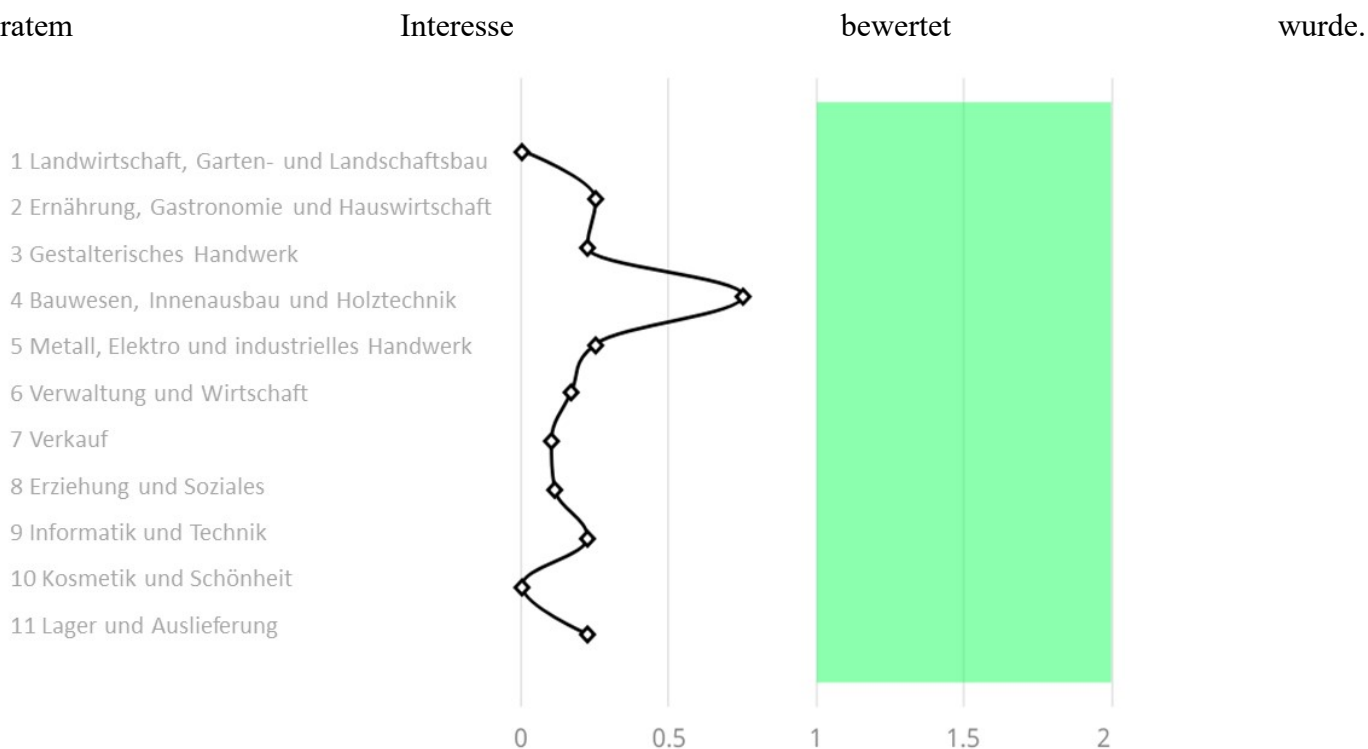 ratem Interesse bewertet wurde.
1 Landwirtschaft, Garten- und Landschaftsbau
2 Ernährung, Gastronomie und Hauswirtschaft
3 Gestalterisches Handwerk
4 Bauwesen, Innenausbau und Holztechnik
5 Metall, Elektro und industrielles Handwerk
6 Verwaltung und Wirtschaft
7 Verkauf
8 Erziehung und Soziales
9 Informatik und Technik
10 Kosmetik und Schönheit
11 Lager und Auslieferung
0 0.5 1 1.5 2